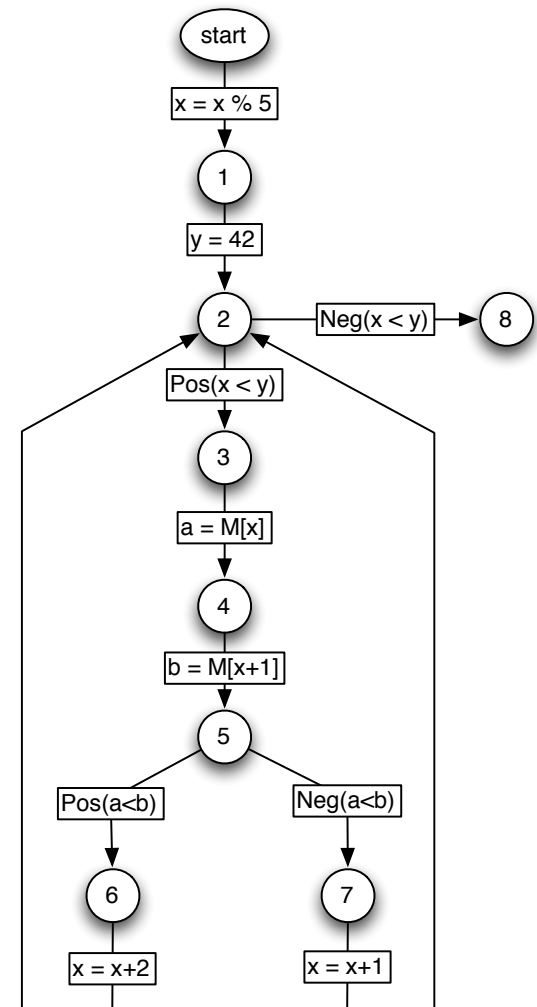 start
x = x % 5
1
y = 42
2
Neg(x < y)
8
Pos(x < y)
3
a = M[x]
4
b = M[x+1]
5
Pos(a<b)
Neg(a<b)
6
7
x = x+2
x = x+1